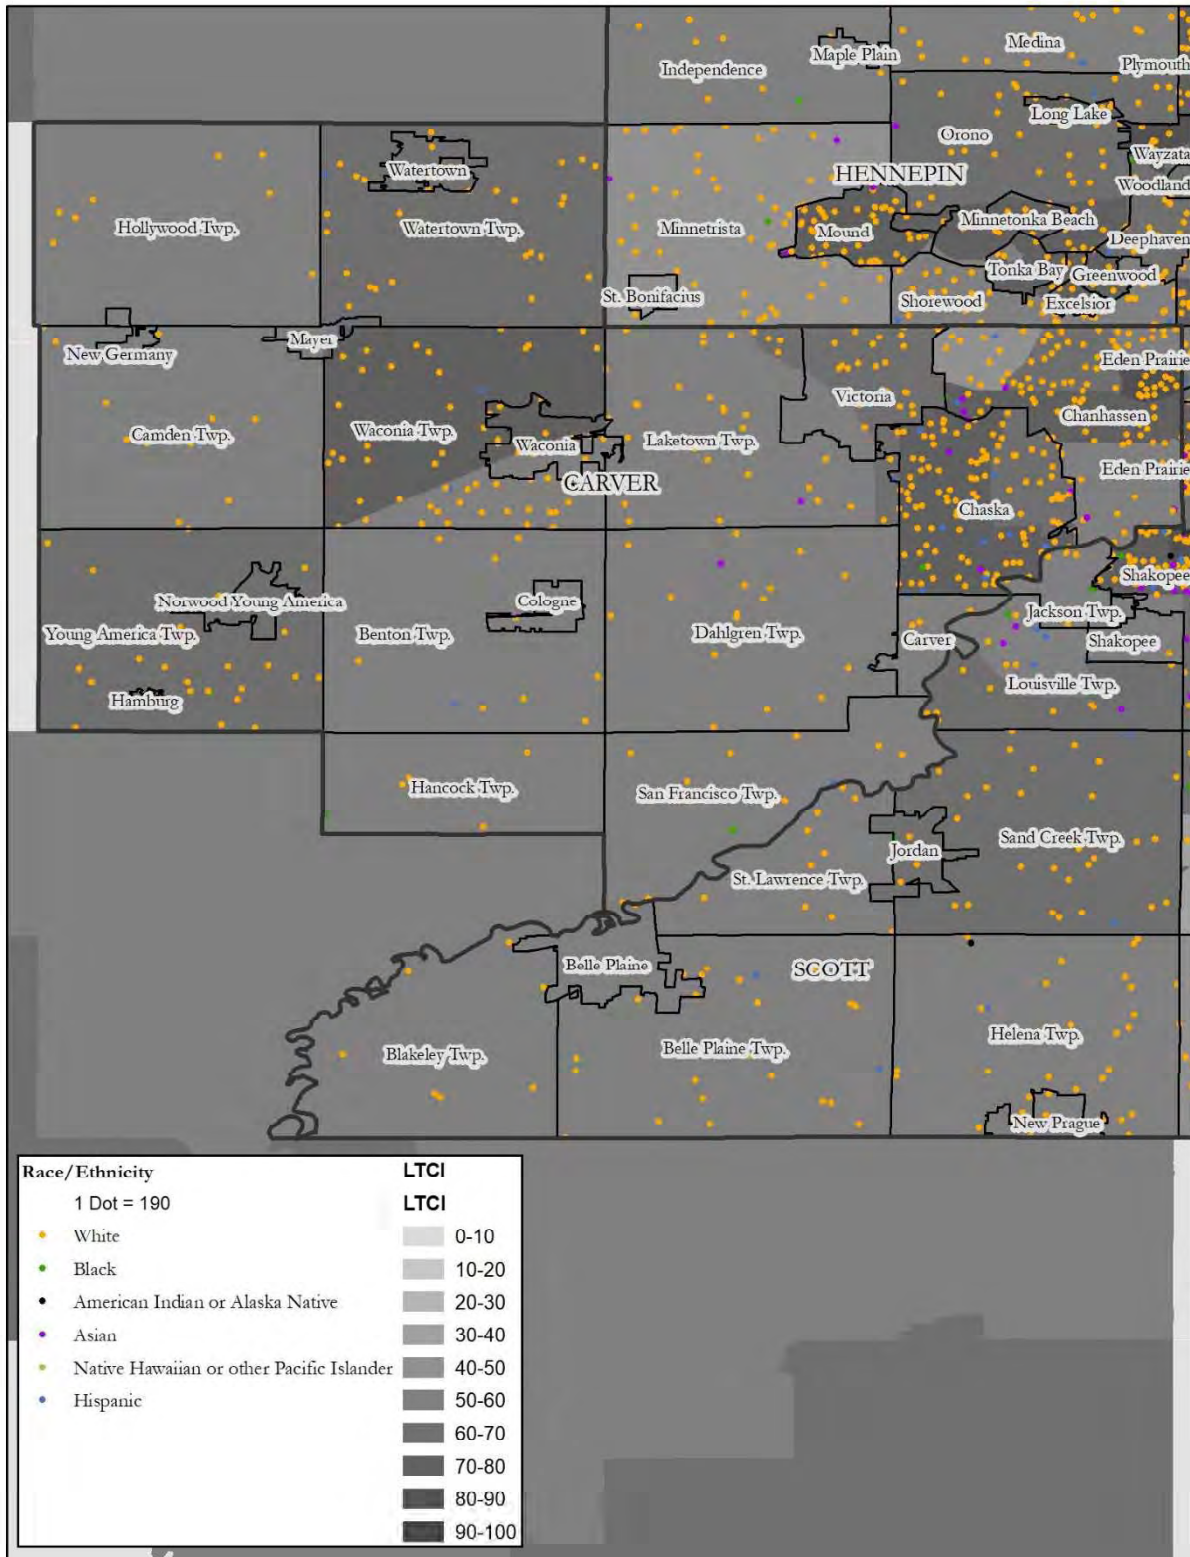 Medina
Maple Plain
Independence
Plymouth
Long Lake
Orono
Wayzata
Watertown
HENNEPIN
Woodland
Hollywood Twp.
Watertown Twp.
Minnetrista
Mound
Minnetonka Beach
Deephaven
Tonka Bay
Greenwood
St. Bonifacius
Shorewood
Excelsior
New Germany
Mayer
Eden Prairie
Victoria
Chanhassen
Camden Twp.
Waconia Twp.
Waconia
Laketown Twp.
Eden Prairie
CARVER
Chaska
Shakopee
Norwood Young America
Cologne
Jackson Twp.
Young America Twp.
Benton Twp.
Dahlgren Twp.
Carver
Shakopee
Hamburg
Louisville Twp.
Hancock Twp.
San Francisco Twp.
Sand Creek Twp.
Jordan
St. Lawrence Twp.
Belle Plaine
SCOTT
Helena Twp.
Blakeley Twp.
Belle Plaine Twp.
New Prague
Race/Ethnicity
1 Dot = 190
White
Black
American Indian or Alaska Native
Asian
Native Hawaiian or other Pacific Islander
Hispanic
LTCI
LTCI
0-10
10-20
20-30
30-40
40-50
50-60
60-70
70-80
80-90
90-100